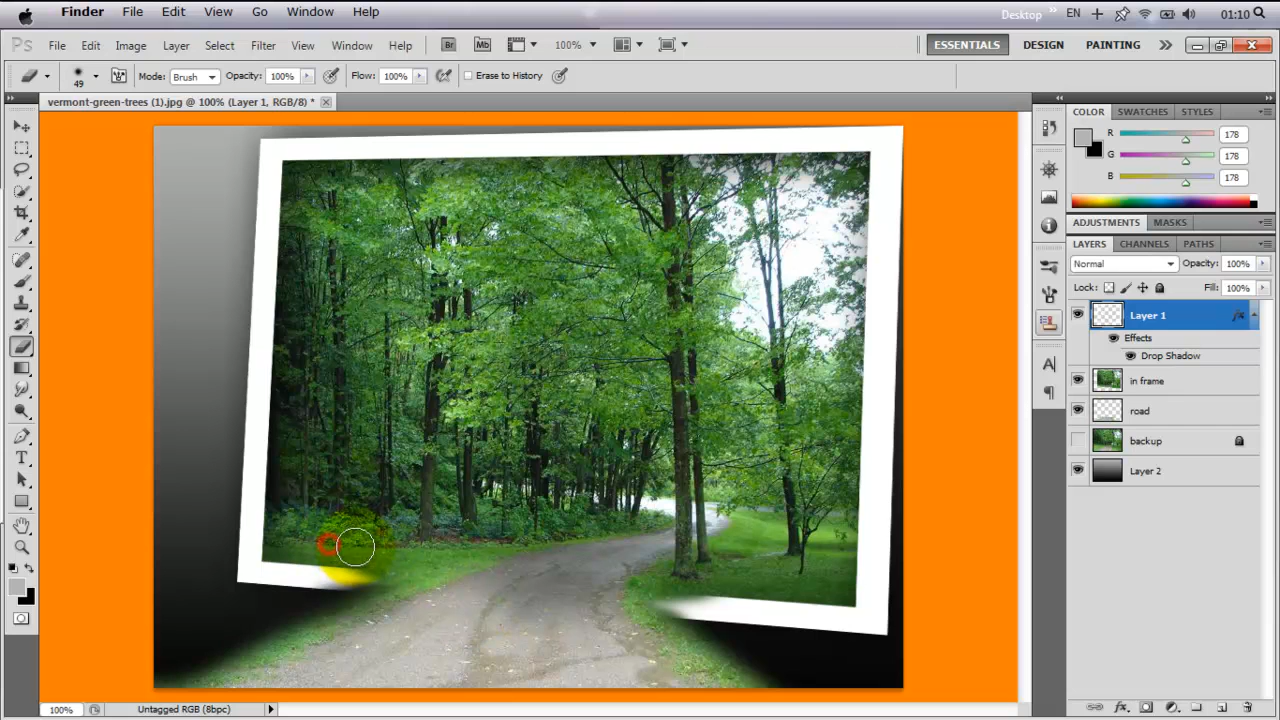 Finder File Edit View Go Window Help Desktop » EN 01:10
Ps File Edit Image Layer Select Filter View Window Help Br Mb 100% ESSENTIALS DESIGN PAINTING »
49 Mode: Brush Opacity: 100% Flow: 100% Erase to History
vermont-green-trees (1).jpg @ 100% (Layer 1, RGB/8) *
COLOR SWATCHES STYLES
R 178
G 178
B 178
ADJUSTMENTS MASKS
LAYERS CHANNELS PATHS
Normal Opacity: 100%
Lock: Fill: 100%
Layer 1 fx
Effects
Drop Shadow
in frame
road
backup
Layer 2
100% Untagged RGB (8bpc)